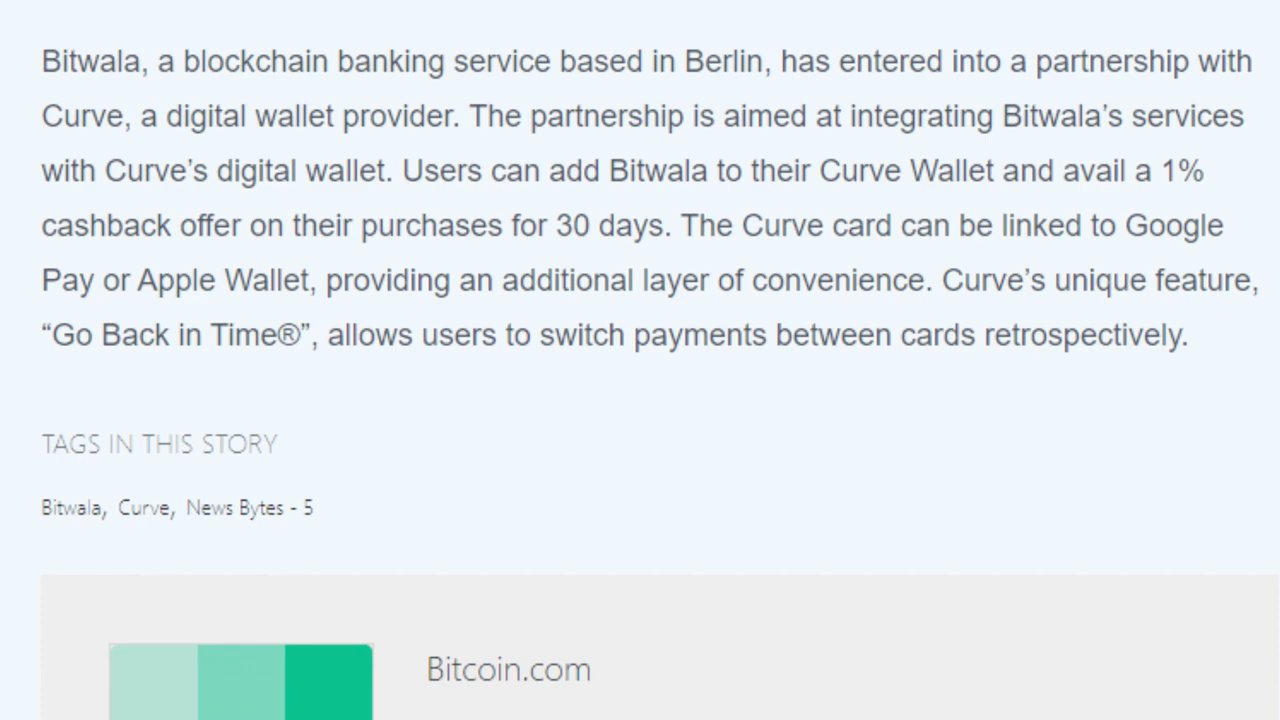 Bitwala, a blockchain banking service based in Berlin, has entered into a partnership with
Curve, a digital wallet provider. The partnership is aimed at integrating Bitwala’s services
with Curve’s digital wallet. Users can add Bitwala to their Curve Wallet and avail a 1%
cashback offer on their purchases for 30 days. The Curve card can be linked to Google
Pay or Apple Wallet, providing an additional layer of convenience. Curve’s unique feature,
“Go Back in Time®”, allows users to switch payments between cards retrospectively.
TAGS IN THIS STORY
Bitwala, Curve, News Bytes - 5
Bitcoin.com